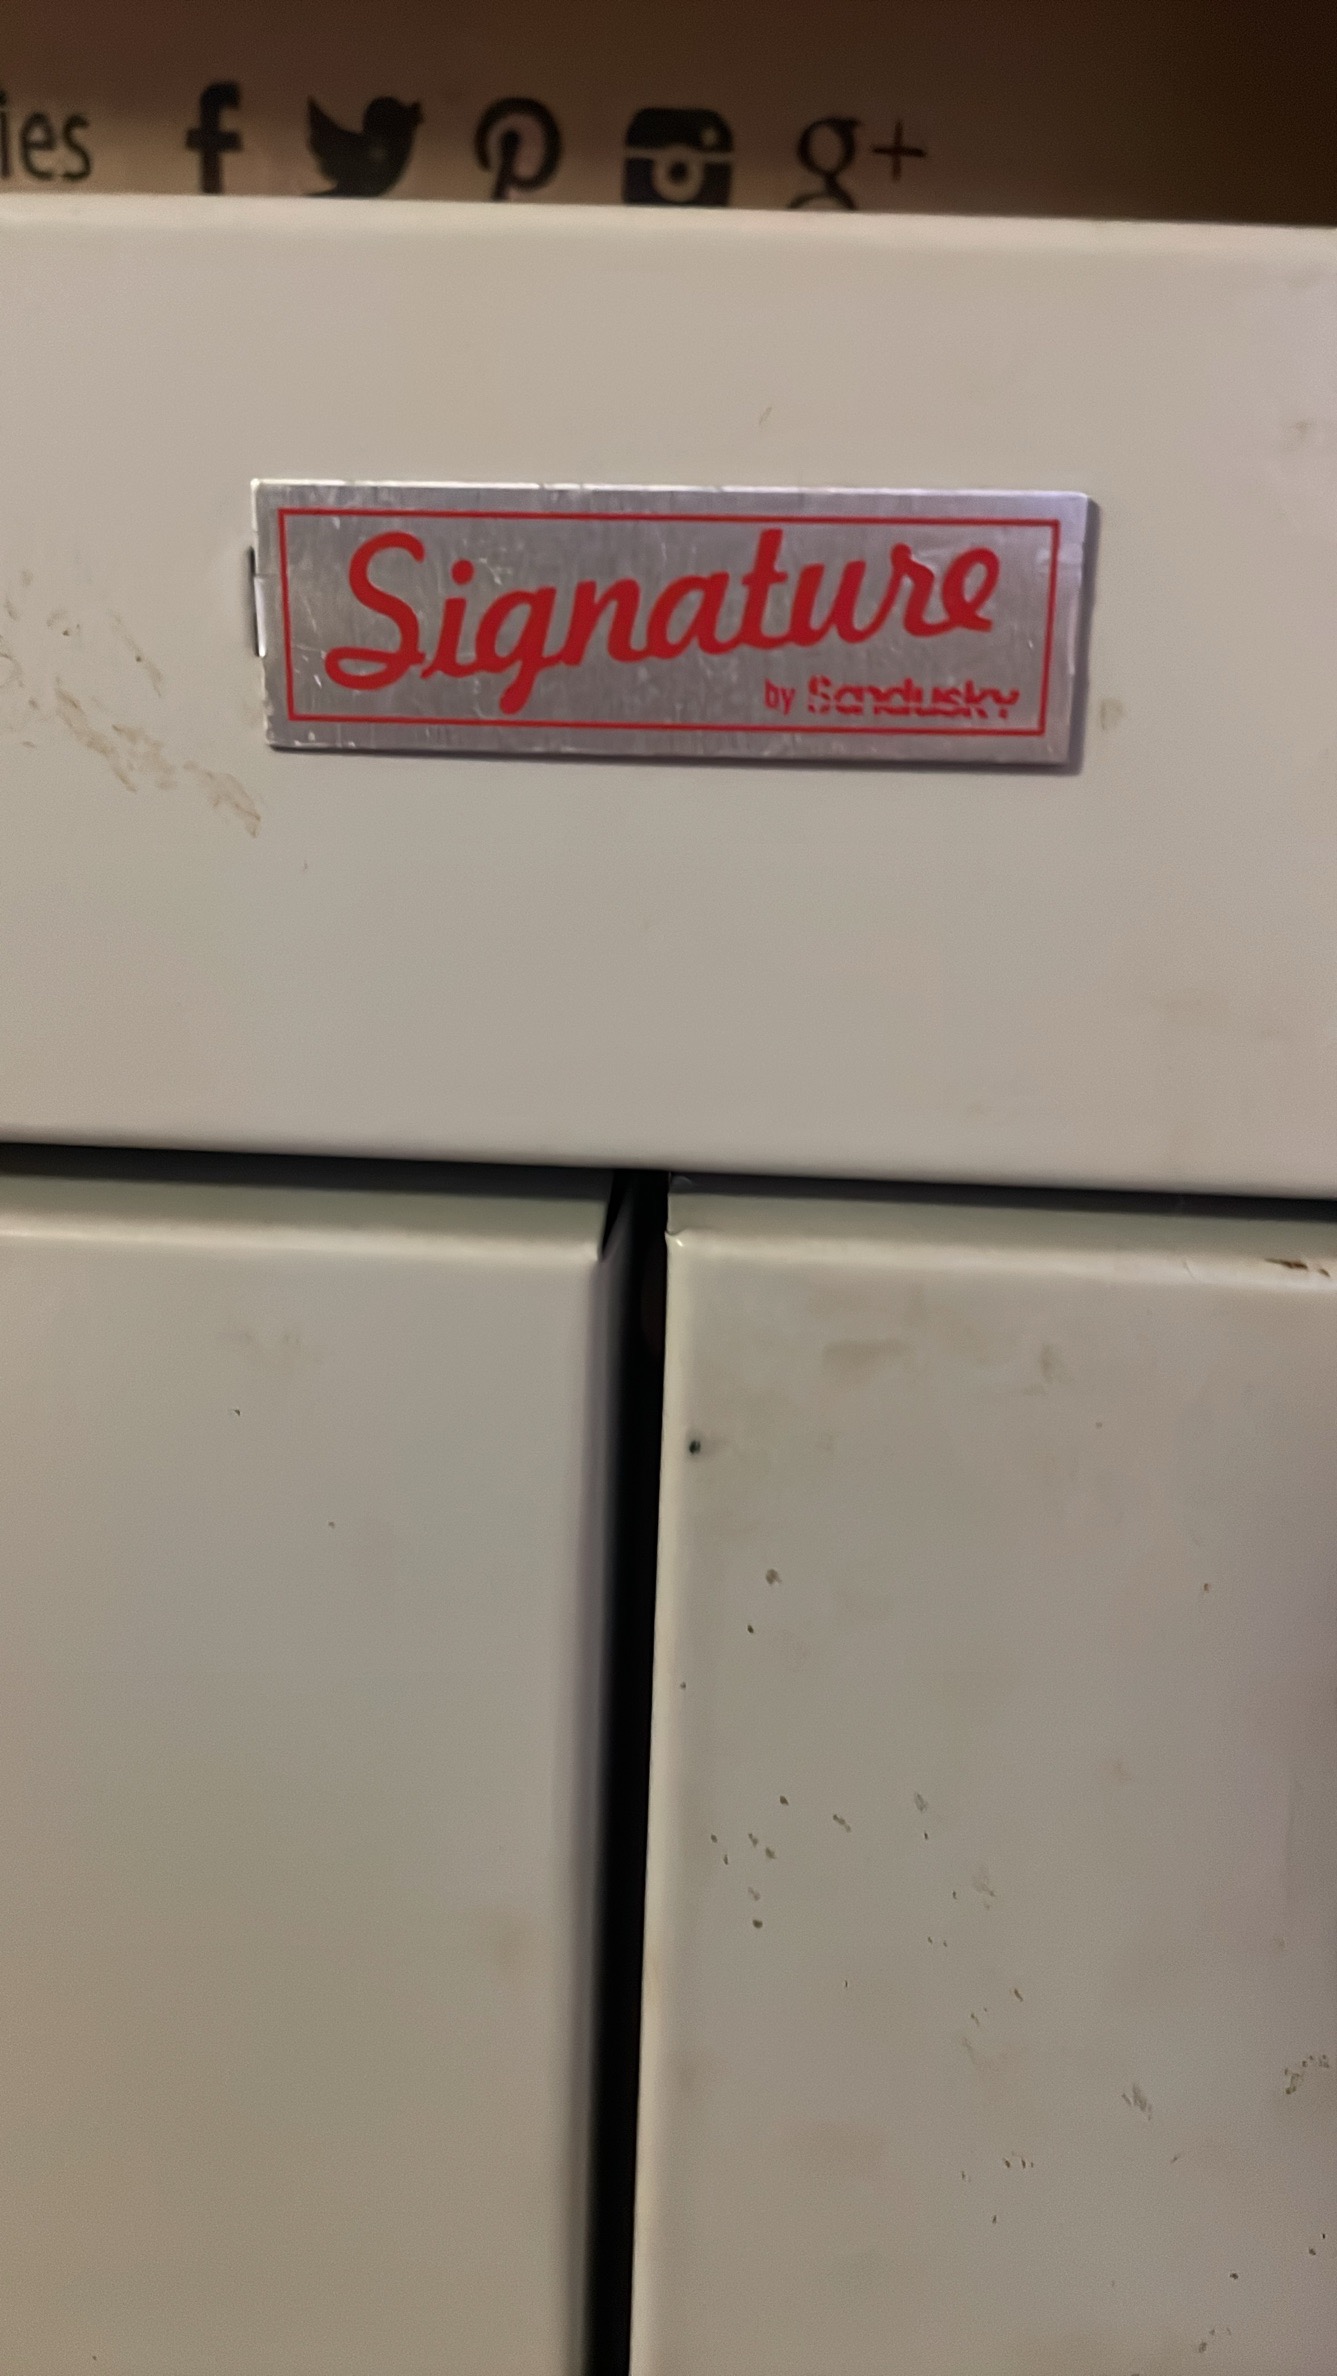 ies g+
Signature
by Sandusky